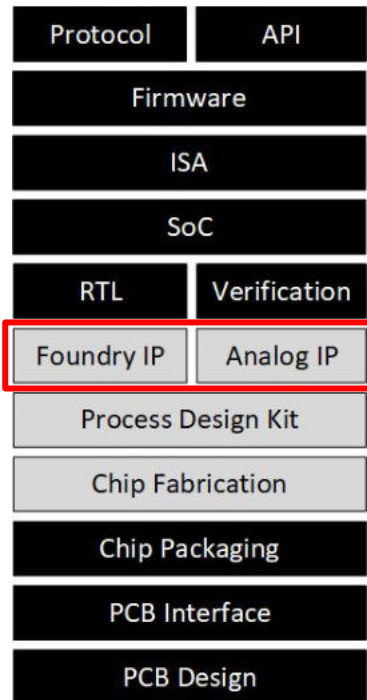 Protocol API
Firmware
ISA
SoC
RTL Verification
Foundry IP Analog IP
Process Design Kit
Chip Fabrication
Chip Packaging
PCB Interface
PCB Design